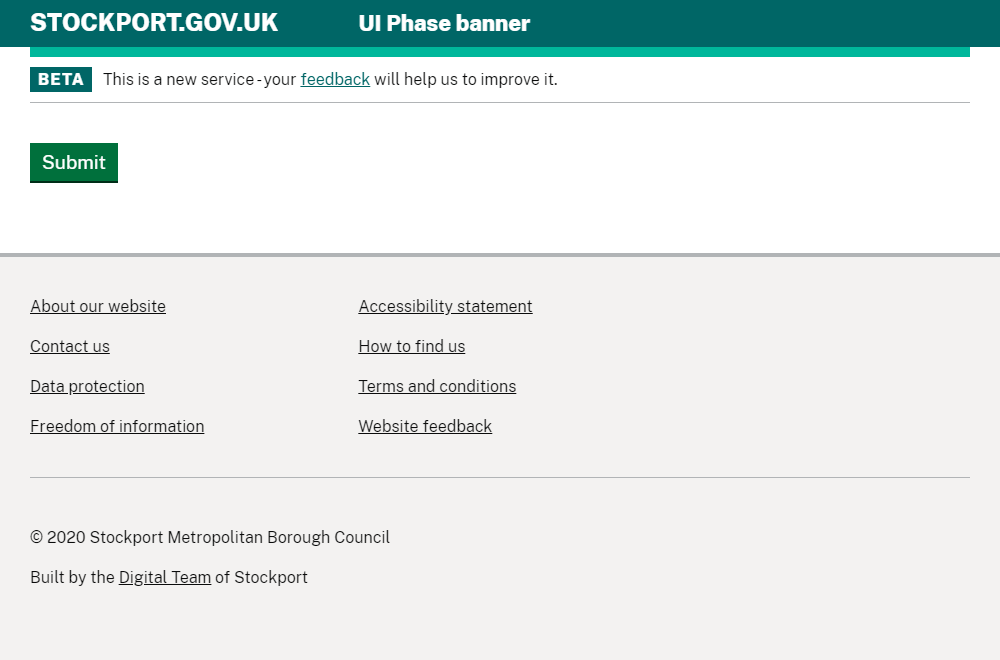 STOCKPORT.GOV.UK UI Phase banner
BETA This is a new service - your feedback will help us to improve it.
Submit
About our website Accessibility statement
Contact us How to find us
Data protection Terms and conditions
Freedom of information Website feedback
© 2020 Stockport Metropolitan Borough Council
Built by the Digital Team of Stockport